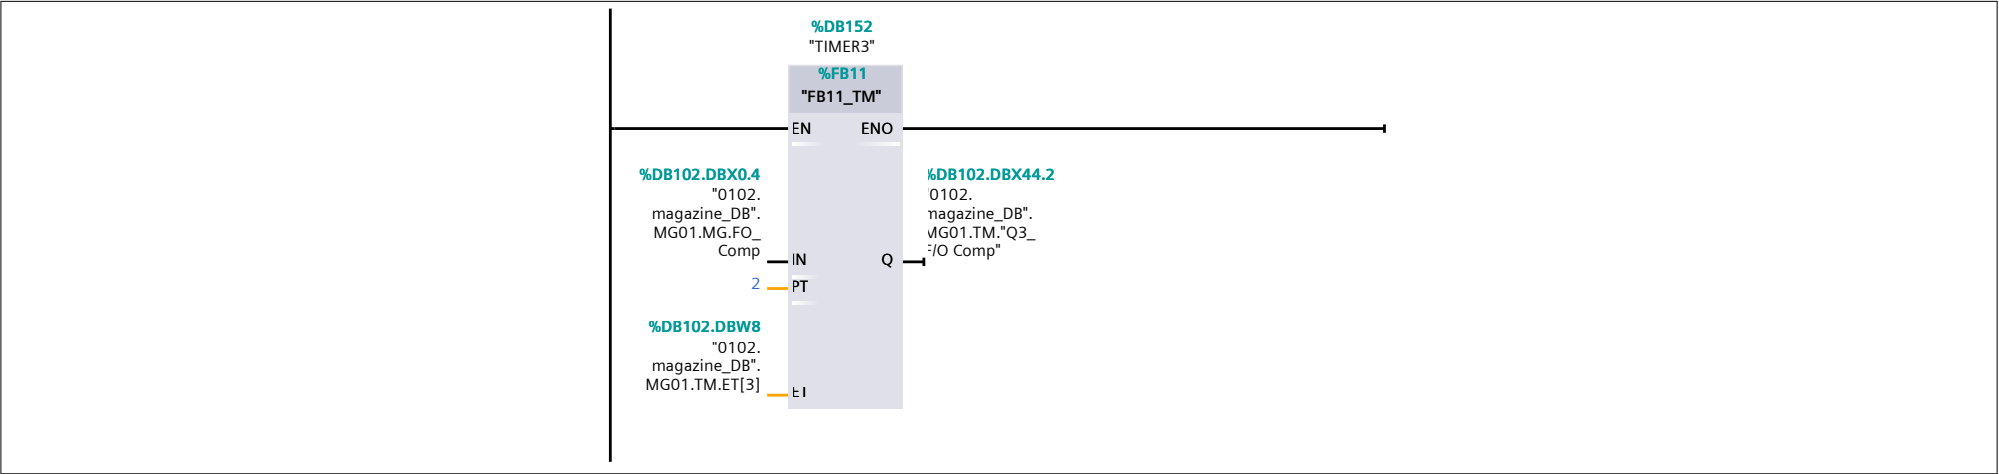 %DB152
"TIMER3"
%FB11
"FB11_TM"
EN ENO
%DB102.DBX0.4
"0102.
magazine_DB".
MG01.MG.FO_
Comp
IN
%DB102.DBX44.2
"0102.
magazine_DB".
MG01.TM."Q3_
F/O Comp"
Q
2
PT
%DB102.DBW8
"0102.
magazine_DB".
MG01.TM.ET[3]
ET